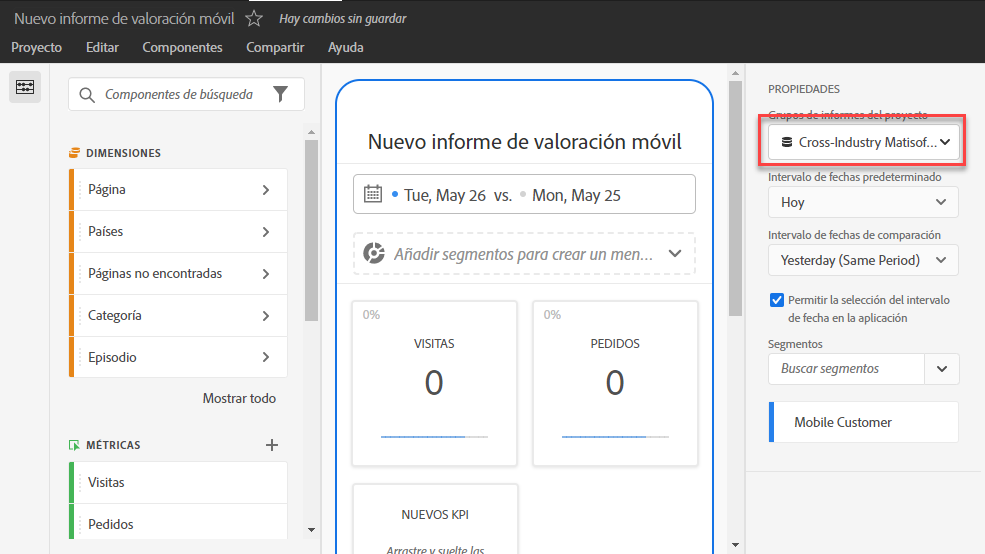 Nuevo informe de valoración móvil Hay cambios sin guardar
Proyecto Editar Componentes Compartir Ayuda
Componentes de búsqueda
DIMENSIONES
Página
Países
Páginas no encontradas
Categoría
Episodio
Mostrar todo
MÉTRICAS
Visitas
Pedidos
Nuevo informe de valoración móvil
Tue, May 26 vs. Mon, May 25
Añadir segmentos para crear un men...
0%
VISITAS
0
0%
PEDIDOS
0
NUEVOS KPI
Arrastre y suelte las
PROPIEDADES
Grupos de informes del proyecto
Cross-Industry Matisof...
Intervalo de fechas predeterminado
Hoy
Intervalo de fechas de comparación
Yesterday (Same Period)
Permitir la selección del intervalo
de fecha en la aplicación
Segmentos
Buscar segmentos
Mobile Customer